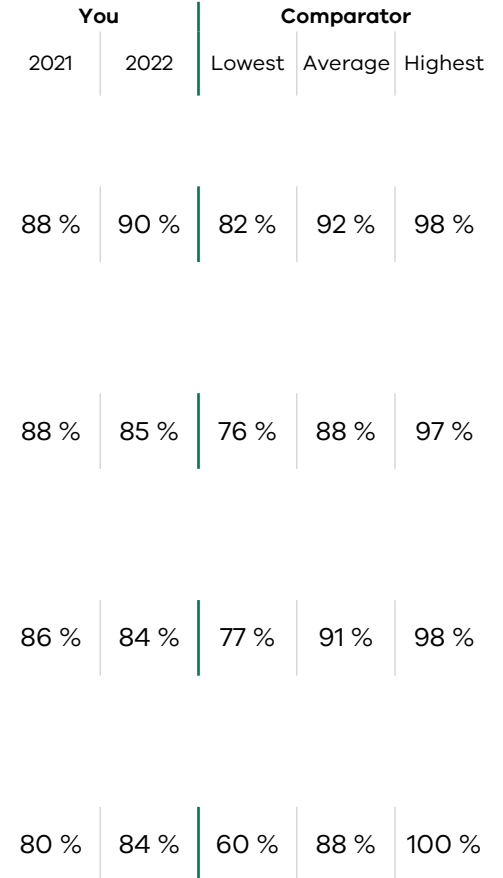 You Comparator
2021 2022 Lowest Average Highest
88 % 90 % 82 % 92 % 98 %
88 % 85 % 76 % 88 % 97 %
86 % 84 % 77 % 91 % 98 %
80 % 84 % 60 % 88 % 100 %